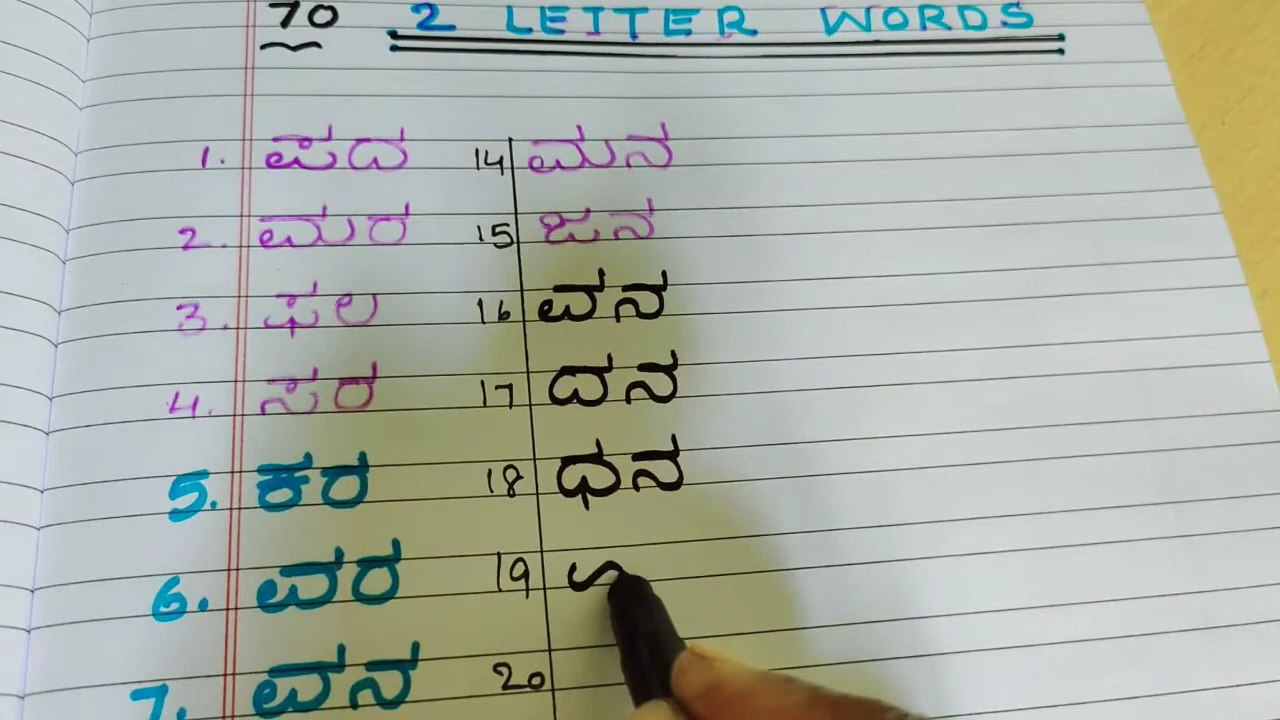 70 2 LETTER WORDS
1. ಪದ
2. ಮರ
3. ಫಲ
4. ಸರ
5. ಕರ
6. ವರ
7. ವನ
14 ಮನ
15 ಜನ
16 ವನ
17 ದನ
18 ಧನ
19
20